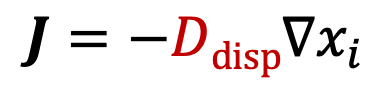 J = −D_disp ∇x_i